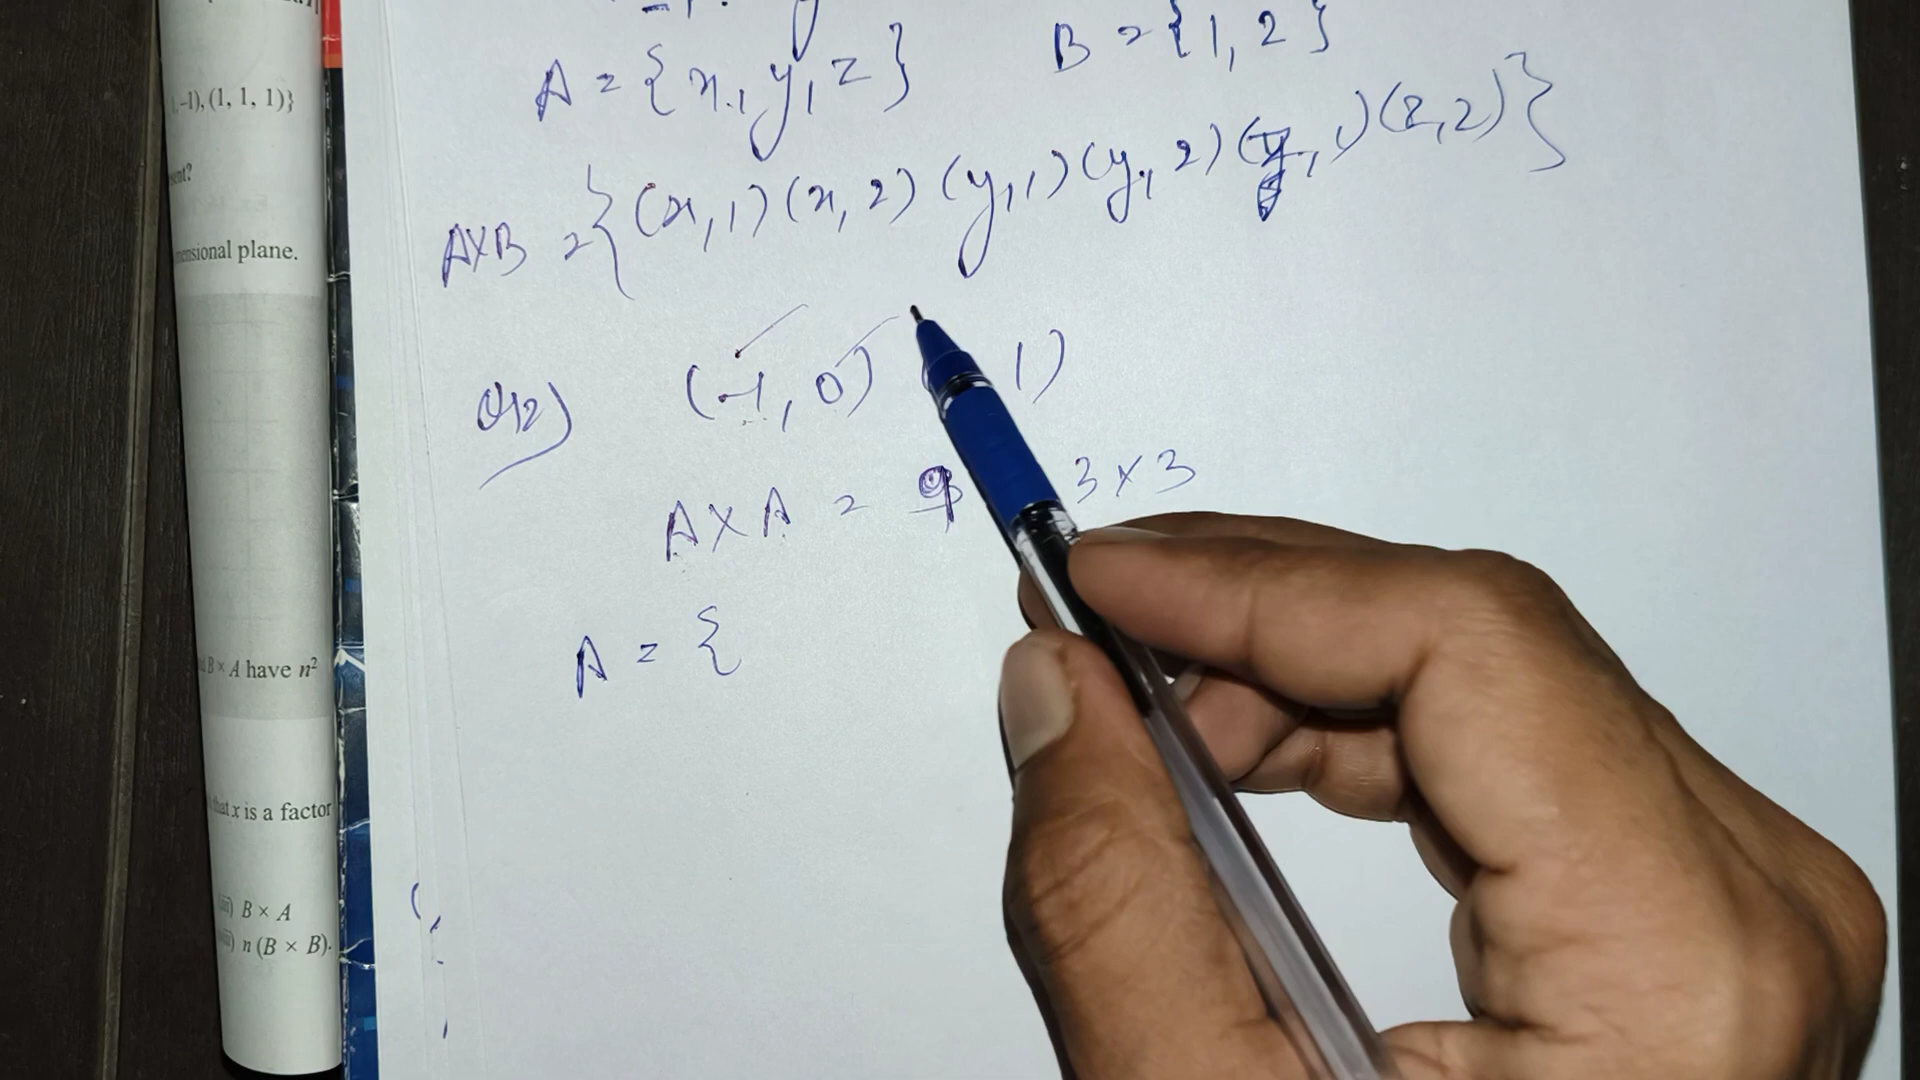 -1), (1, 1, 1)}
mensional plane.
B × A have n²
that x is a factor
B × A
n (B × B).
A = {x, y, z} B = {1, 2}
A×B = {(x,1)(x,2)(y,1)(y,2)(z,1)(z,2)}
Q12) (-1, 0) ( 1)
A×A = 9 3×3
A = {